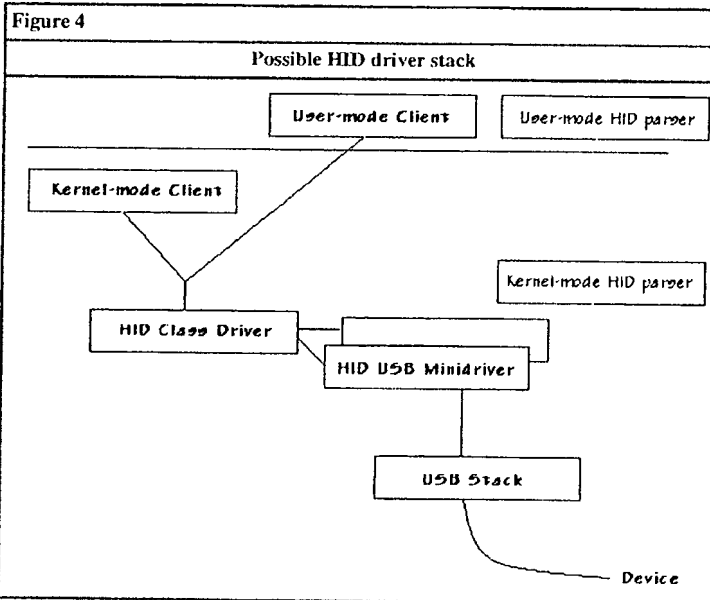 Figure 4
Possible HID driver stack
User-mode Client
User-mode HID parser
Kernel-mode Client
Kernel-mode HID parser
HID Class Driver
HID USB Minidriver
USB Stack
Device